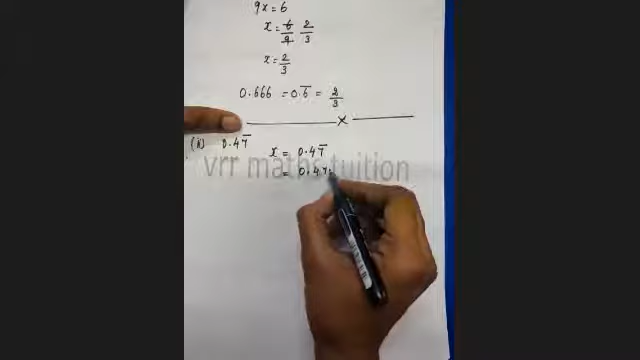 9x = 6
x = 6/9 2/3
x = 2/3
0.666 = 0.6̅ = 2/3
x
(ii) 0.47̅
x = 0.47̅
= 0.47
vrr maths tuition